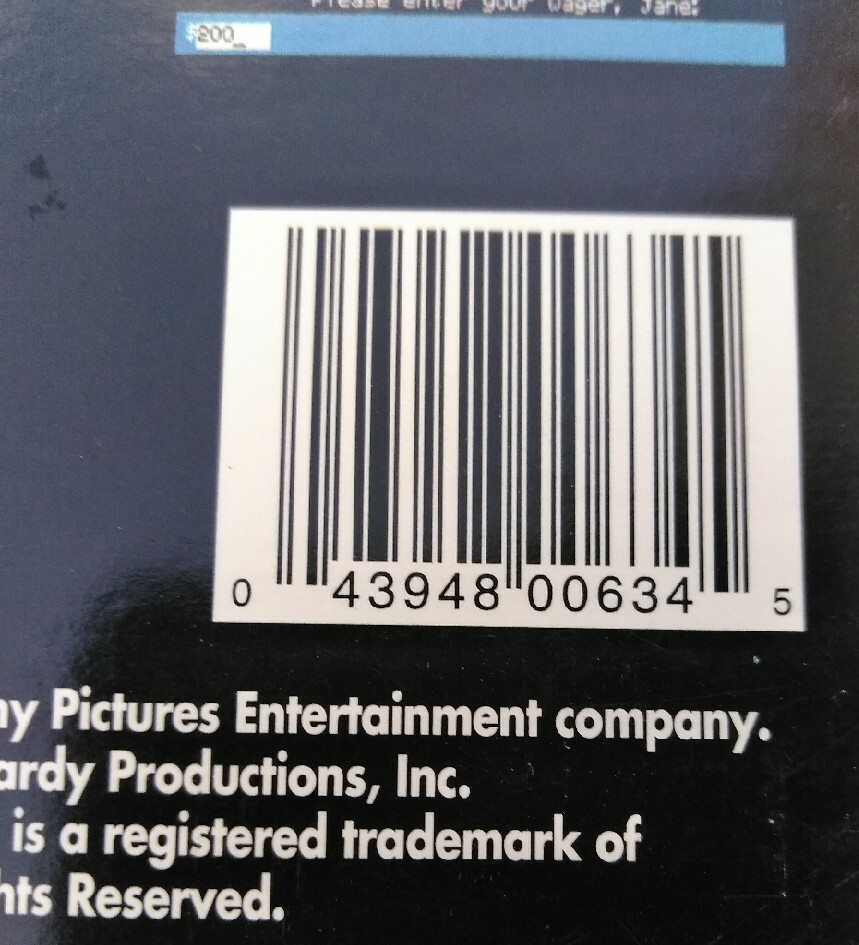 Please enter your wager, Jane:
$200_
0 43948 00634 5
ny Pictures Entertainment company.
ardy Productions, Inc.
is a registered trademark of
hts Reserved.